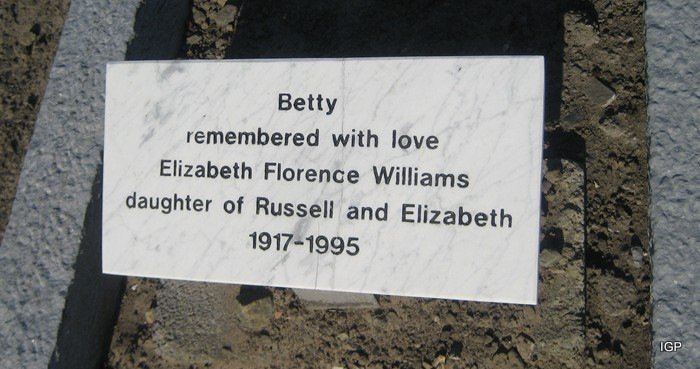 Betty
remembered with love
Elizabeth Florence Williams
daughter of Russell and Elizabeth
1917-1995
IGP